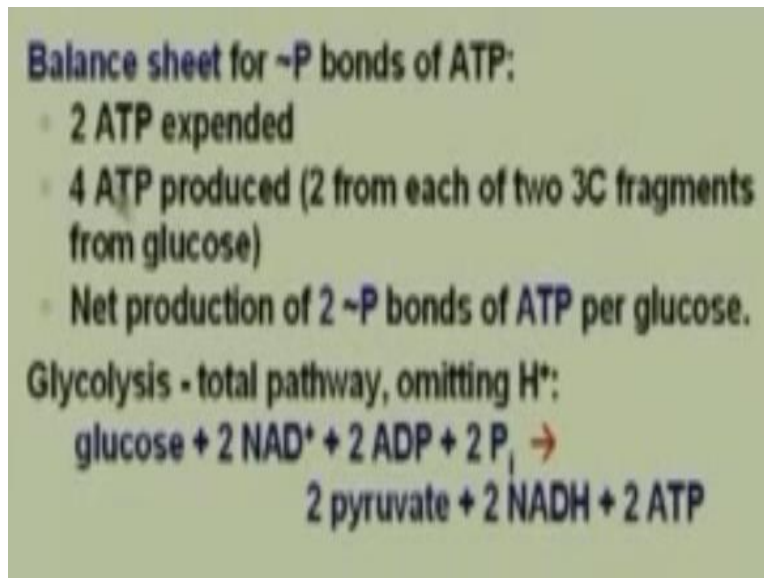 Balance sheet for ~P bonds of ATP:
2 ATP expended
4 ATP produced (2 from each of two 3C fragments
from glucose)
Net production of 2 ~P bonds of ATP per glucose.
Glycolysis - total pathway, omitting H⁺:
glucose + 2 NAD⁺ + 2 ADP + 2 Pᵢ →
2 pyruvate + 2 NADH + 2 ATP